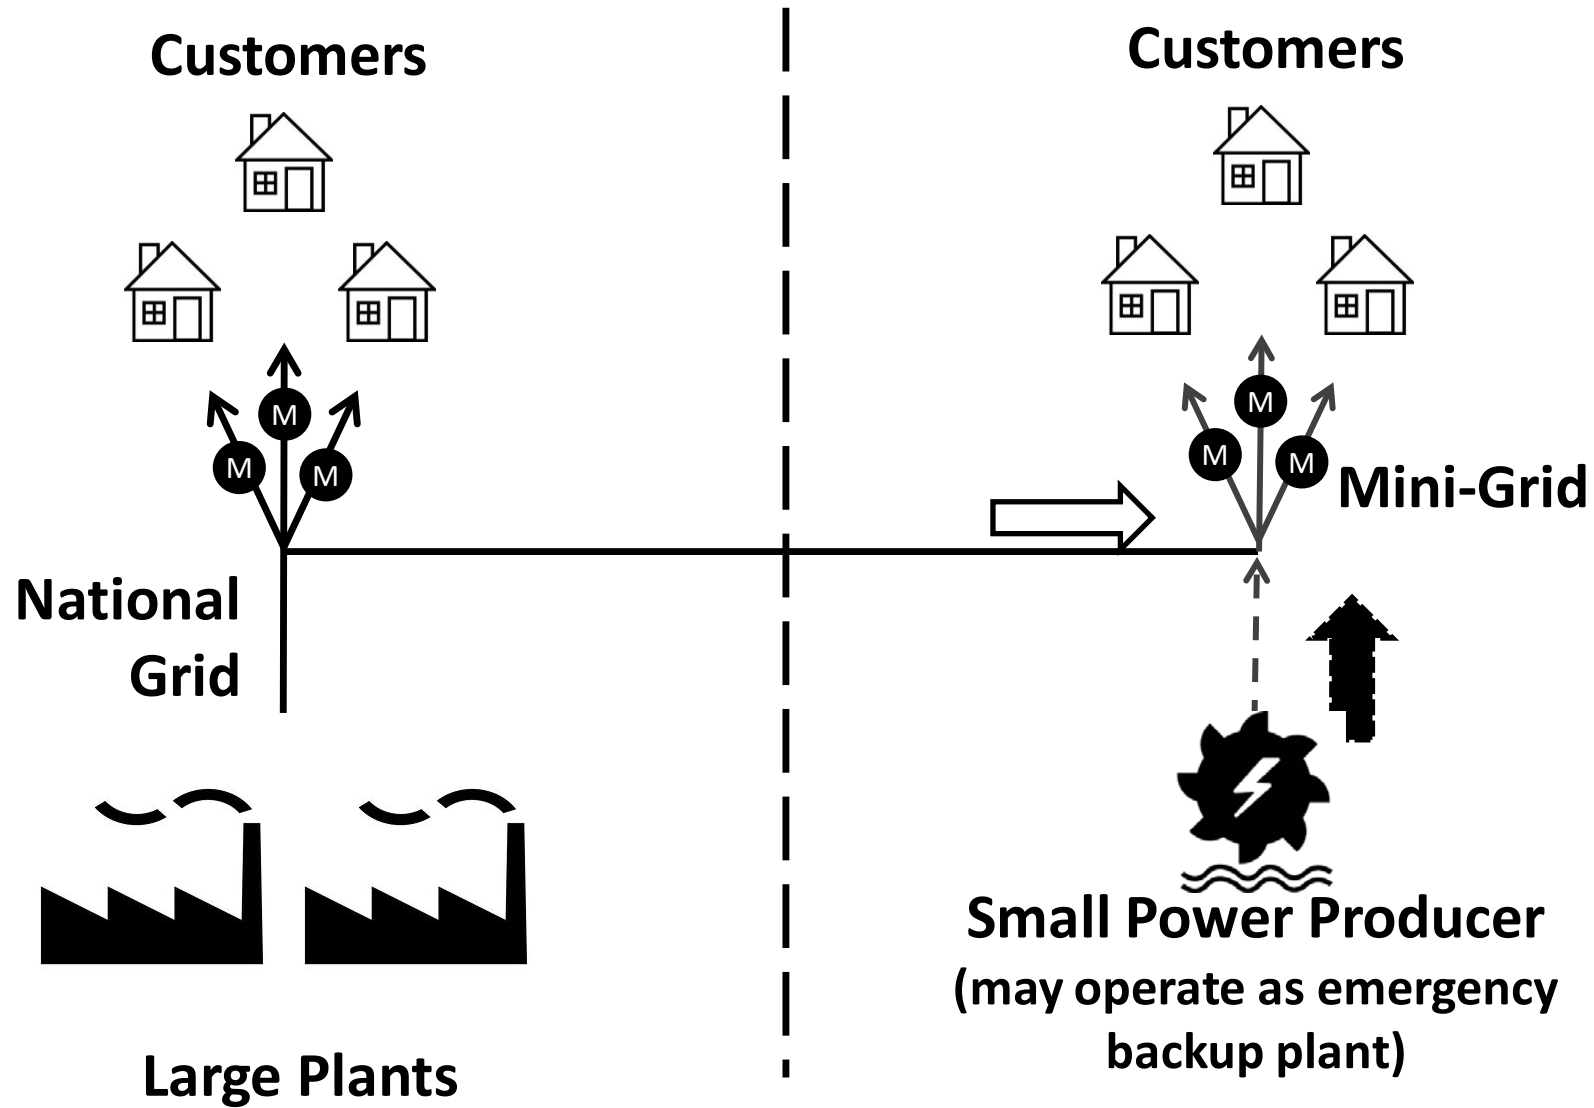 Customers
M
M
M
National
Grid
Large Plants
Customers
M
M
M
Mini-Grid
Small Power Producer
(may operate as emergency
backup plant)